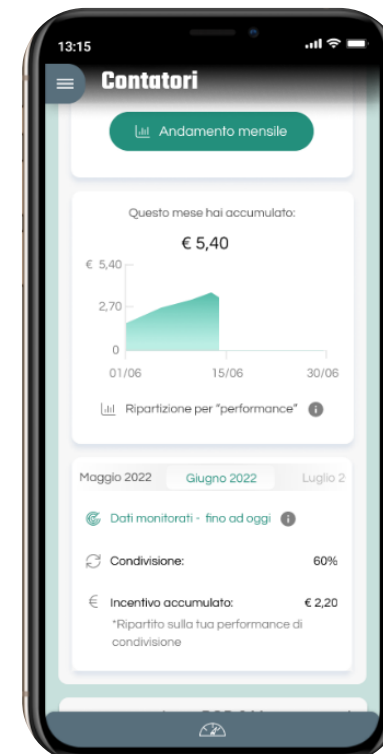 13:15
Contatori
Andamento mensile
Questo mese hai accumulato:
€ 5,40
€ 5,40
2,70
0
01/06 15/06 30/06
Ripartizione per "performance"
Maggio 2022 Giugno 2022 Luglio 2
Dati monitorati - fino ad oggi
Condivisione: 60%
€ Incentivo accumulato: € 2,20
*Ripartito sulla tua performance di
condivisione